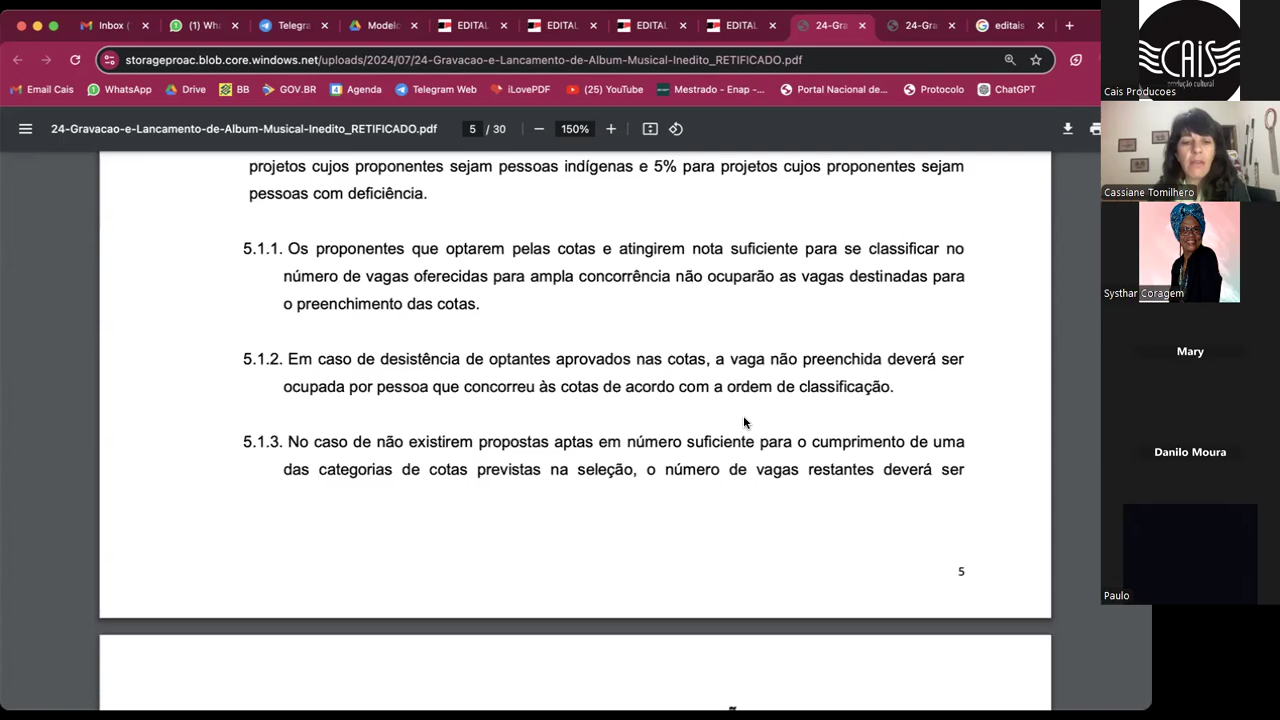 Inbox (
(1) Wha
Telegra
Modelo
EDITAL
EDITAL
EDITAL
EDITAL
24-Gra
24-Gra
editais
storageproac.blob.core.windows.net/uploads/2024/07/24-Gravacao-e-Lancamento-de-Album-Musical-Inedito_RETIFICADO.pdf
Email Cais
WhatsApp
Drive
BB
GOV.BR
Agenda
Telegram Web
iLovePDF
(25) YouTube
Mestrado - Enap -...
Portal Nacional de...
Protocolo
ChatGPT
24-Gravacao-e-Lancamento-de-Album-Musical-Inedito_RETIFICADO.pdf
5 / 30
150%
projetos cujos proponentes sejam pessoas indígenas e 5% para projetos cujos proponentes sejam
pessoas com deficiência.
5.1.1. Os proponentes que optarem pelas cotas e atingirem nota suficiente para se classificar no
número de vagas oferecidas para ampla concorrência não ocuparão as vagas destinadas para
o preenchimento das cotas.
5.1.2. Em caso de desistência de optantes aprovados nas cotas, a vaga não preenchida deverá ser
ocupada por pessoa que concorreu às cotas de acordo com a ordem de classificação.
5.1.3. No caso de não existirem propostas aptas em número suficiente para o cumprimento de uma
das categorias de cotas previstas na seleção, o número de vagas restantes deverá ser
5
CAIS
produção cultural
Cais Producoes
Cassiane Tomilhero
Systhar Coragem
Mary
Danilo Moura
Paulo